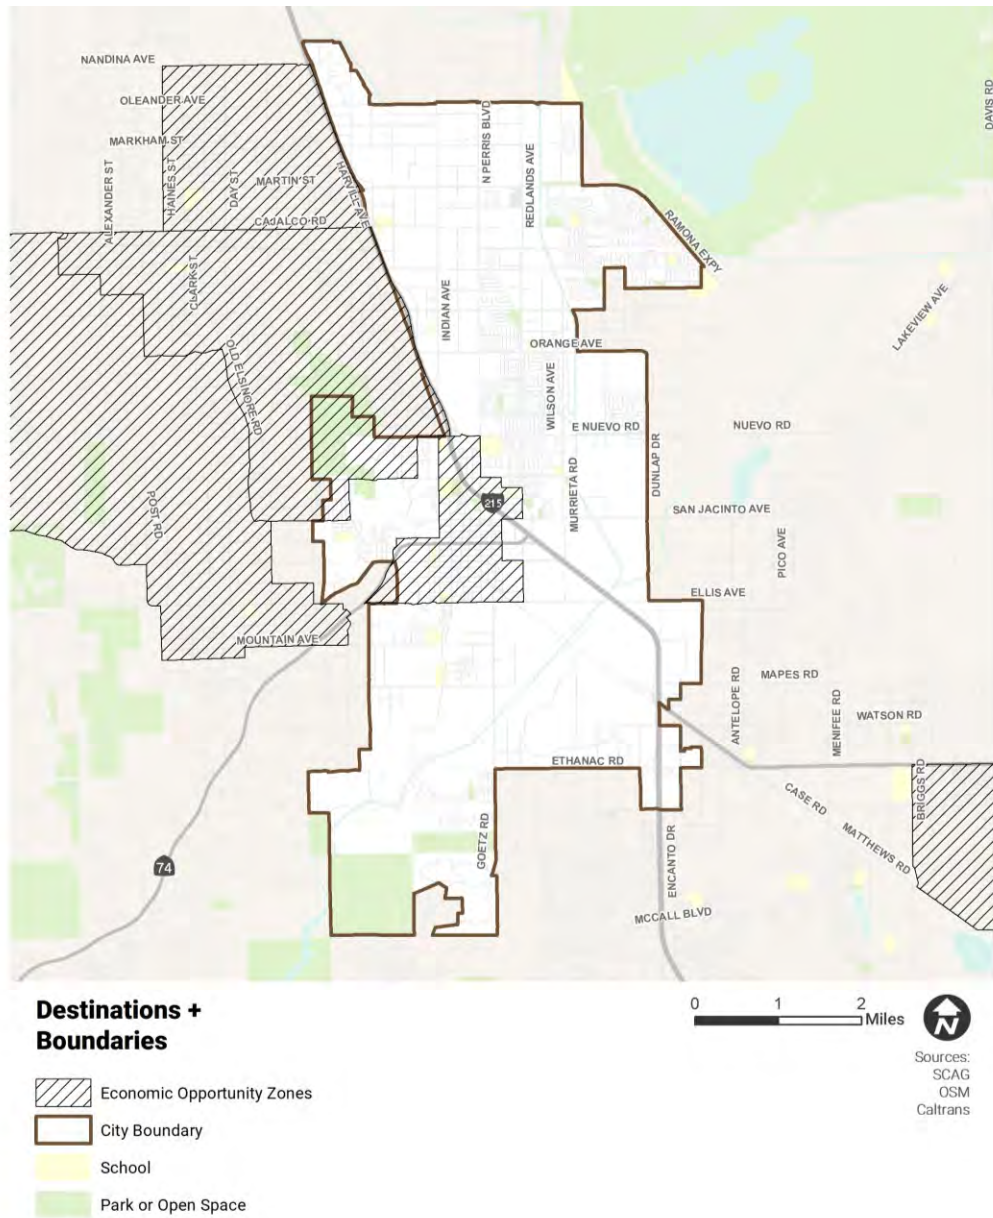 NANDINA AVE
OLEANDER AVE
MARKHAM ST
ALEXANDER ST
HAINES ST
DAY ST
MARTIN ST
CAJALCO RD
HARVILL AVE
N PERRIS BLVD
REDLANDS AVE
DAVIS RD
RAMONA EXPY
CLARK ST
INDIAN AVE
LAKEVIEW AVE
OLD ELSINORE RD
ORANGE AVE
WILSON AVE
E NUEVO RD
NUEVO RD
DUNLAP DR
MURRIETA RD
POST RD
215
SAN JACINTO AVE
PICO AVE
ELLIS AVE
MOUNTAIN AVE
MAPES RD
ANTELOPE RD
MENIFEE RD
WATSON RD
ETHANAC RD
BRIGGS RD
CASE RD
MATTHEWS RD
GOETZ RD
ENCANTO DR
74
MCCALL BLVD
Destinations +
Boundaries
Economic Opportunity Zones
City Boundary
School
Park or Open Space
0 1 2
Miles
N
Sources:
SCAG
OSM
Caltrans